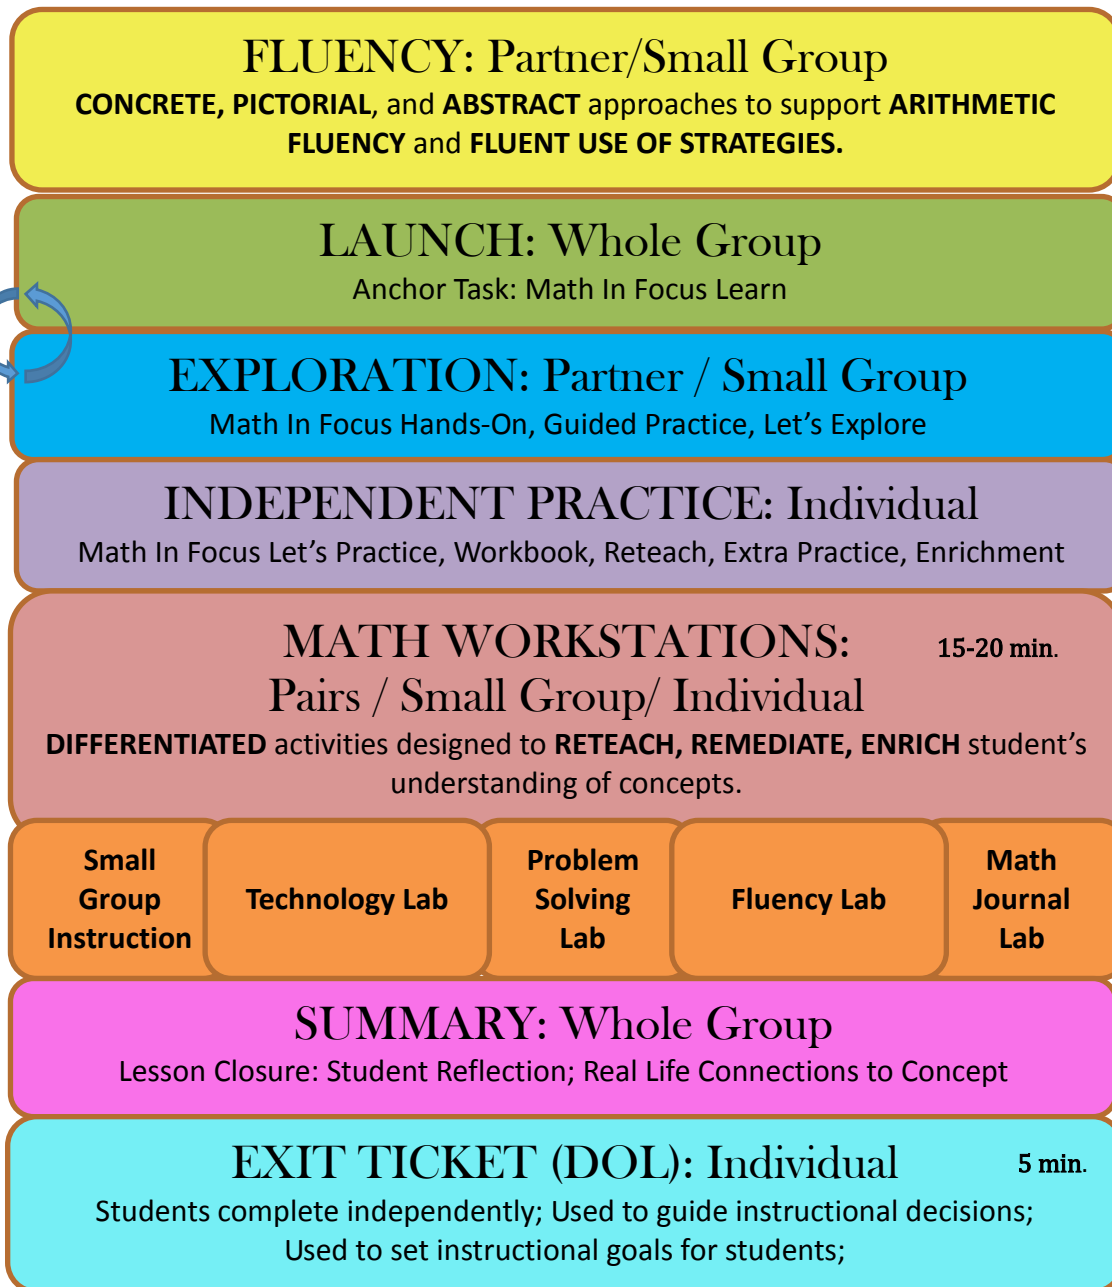 FLUENCY: Partner/Small Group
CONCRETE, PICTORIAL, and ABSTRACT approaches to support ARITHMETIC
FLUENCY and FLUENT USE OF STRATEGIES.
LAUNCH: Whole Group
Anchor Task: Math In Focus Learn
EXPLORATION: Partner / Small Group
Math In Focus Hands-On, Guided Practice, Let’s Explore
INDEPENDENT PRACTICE: Individual
Math In Focus Let’s Practice, Workbook, Reteach, Extra Practice, Enrichment
MATH WORKSTATIONS:
15-20 min.
Pairs / Small Group/ Individual
DIFFERENTIATED activities designed to RETEACH, REMEDIATE, ENRICH student’s
understanding of concepts.
Small
Group
Instruction
Technology Lab
Problem
Solving
Lab
Fluency Lab
Math
Journal
Lab
SUMMARY: Whole Group
Lesson Closure: Student Reflection; Real Life Connections to Concept
EXIT TICKET (DOL): Individual
5 min.
Students complete independently; Used to guide instructional decisions;
Used to set instructional goals for students;